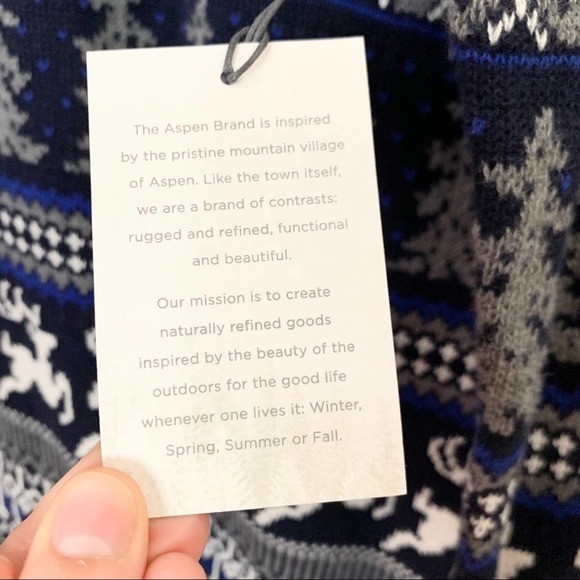 The Aspen Brand is inspired
by the pristine mountain village
of Aspen. Like the town itself,
we are a brand of contrasts:
rugged and refined, functional
and beautiful.
Our mission is to create
naturally refined goods
inspired by the beauty of the
outdoors for the good life
whenever one lives it: Winter,
Spring, Summer or Fall.